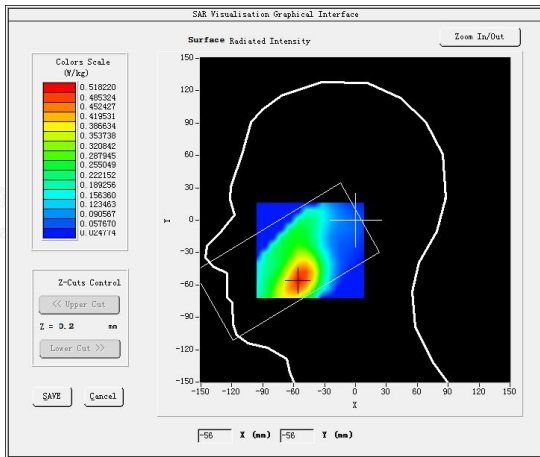 SAR Visualisation Graphical Interface
Surface Radiated Intensity
Zoom In/Out
Colors Scale
(W/kg)
0.518220
0.485324
0.452427
0.419531
0.386634
0.353738
0.320842
0.287945
0.255049
0.222152
0.189256
0.156360
0.123463
0.090567
0.057670
0.024774
Z-Cuts Control
<< Upper Cut
Z = 0.2 mm
Lower Cut >>
SAVE
Cancel
150
120
90
60
30
0
-30
-60
-90
-120
-150
Y
-150 -120 -90 -60 -30 0 30 60 90 120 150
X
-56 X (mm) -56 Y (mm)